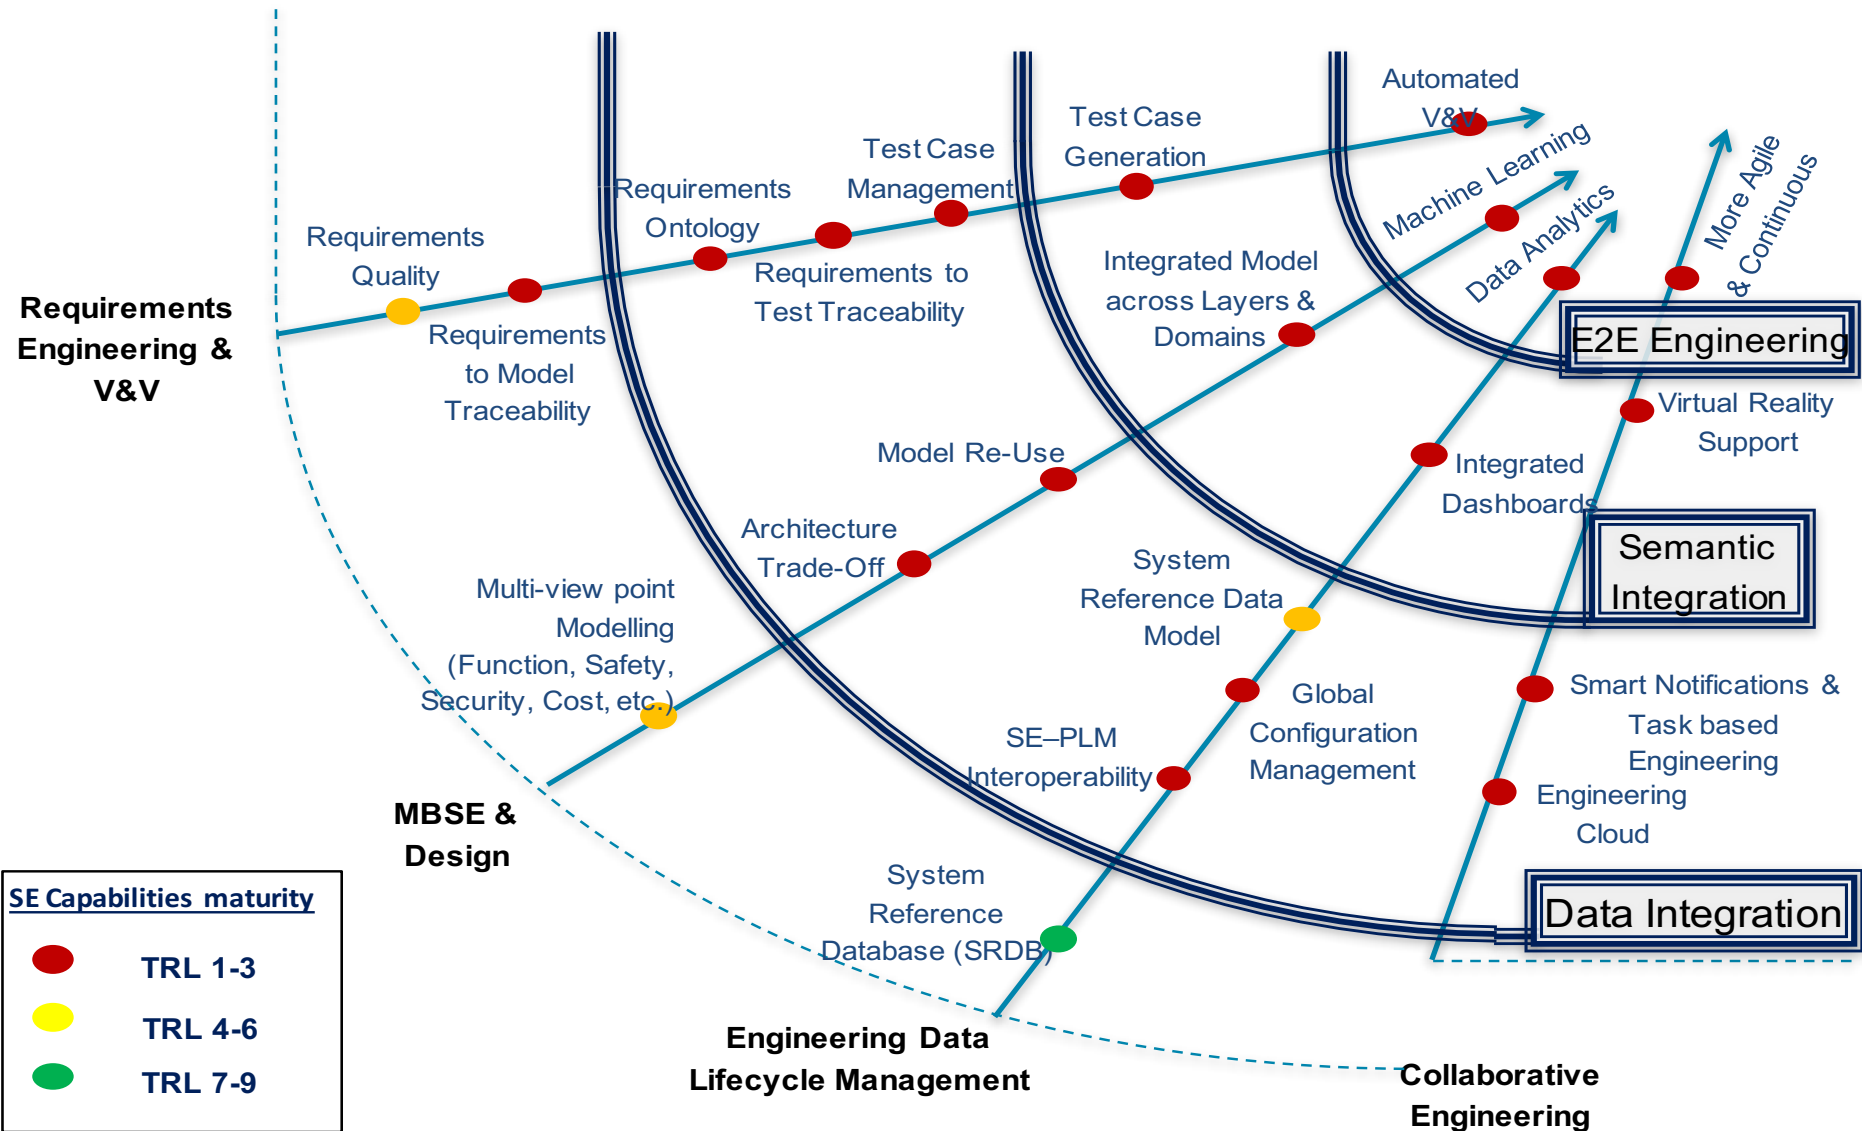 Automated
V&V
Test Case
Generation
Test Case
Management
Requirements
Ontology
Requirements
Quality
Machine Learning
Data Analytics
More Agile
& Continuous
Requirements to
Test Traceability
Integrated Model
across Layers &
Domains
Requirements
Engineering &
V&V
Requirements
to Model
Traceability
E2E Engineering
Virtual Reality
Support
Model Re-Use
Integrated
Dashboards
Architecture
Trade-Off
Semantic
Integration
System
Reference Data
Model
Multi-view point
Modelling
(Function, Safety,
Security, Cost, etc.)
Smart Notifications &
Task based
Engineering
Global
Configuration
Management
SE–PLM
Interoperability
Engineering
Cloud
MBSE &
Design
System
Reference
Database (SRDB)
Data Integration
SE Capabilities maturity
TRL 1-3
TRL 4-6
TRL 7-9
Engineering Data
Lifecycle Management
Collaborative
Engineering